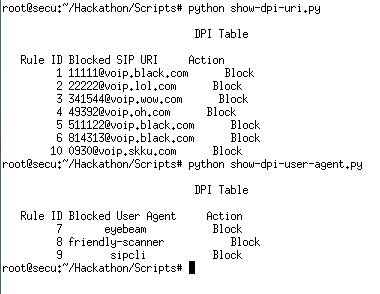 root@secu:~/Hackathon/Scripts# python show-dpi-uri.py
DPI Table
Rule ID Blocked SIP URI Action
1 11111@voip.black.com Block
2 22222@voip.lol.com Block
3 341544@voip.wow.com Block
4 49392@voip.oh.com Block
5 511122@voip.black.com Block
6 814313@voip.black.com Block
10 0930@voip.skku.com Block
root@secu:~/Hackathon/Scripts# python show-dpi-user-agent.py
DPI Table
Rule ID Blocked User Agent Action
7 eyebeam Block
8 friendly-scanner Block
9 sipcli Block
root@secu:~/Hackathon/Scripts#